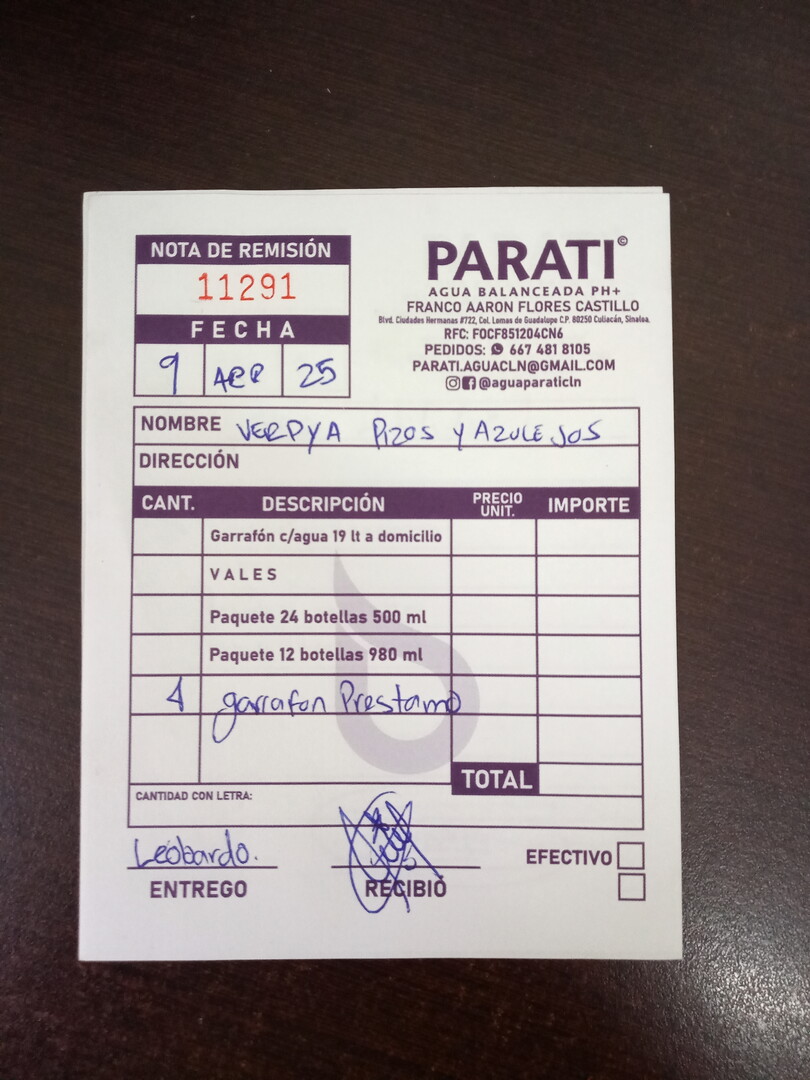 NOTA DE REMISIÓN
11291
FECHA
9 ABR 25
PARATI©
AGUA BALANCEADA PH+
FRANCO AARON FLORES CASTILLO
Blvd. Ciudades Hermanas #722, Col. Lomas de Guadalupe C.P. 80250 Culiacán, Sinaloa.
RFC: FOCF851204CN6
PEDIDOS: 667 481 8105
PARATI.AGUACLN@GMAIL.COM
@aguaparaticln
NOMBRE VERPYA PIZOS Y AZULEJOS
DIRECCIÓN
CANT. DESCRIPCIÓN PRECIO UNIT. IMPORTE
Garrafón c/agua 19 lt a domicilio
VALES
Paquete 24 botellas 500 ml
Paquete 12 botellas 980 ml
garrafon Prestamo
TOTAL
CANTIDAD CON LETRA:
Leobardo.
ENTREGO RECIBIÓ EFECTIVO